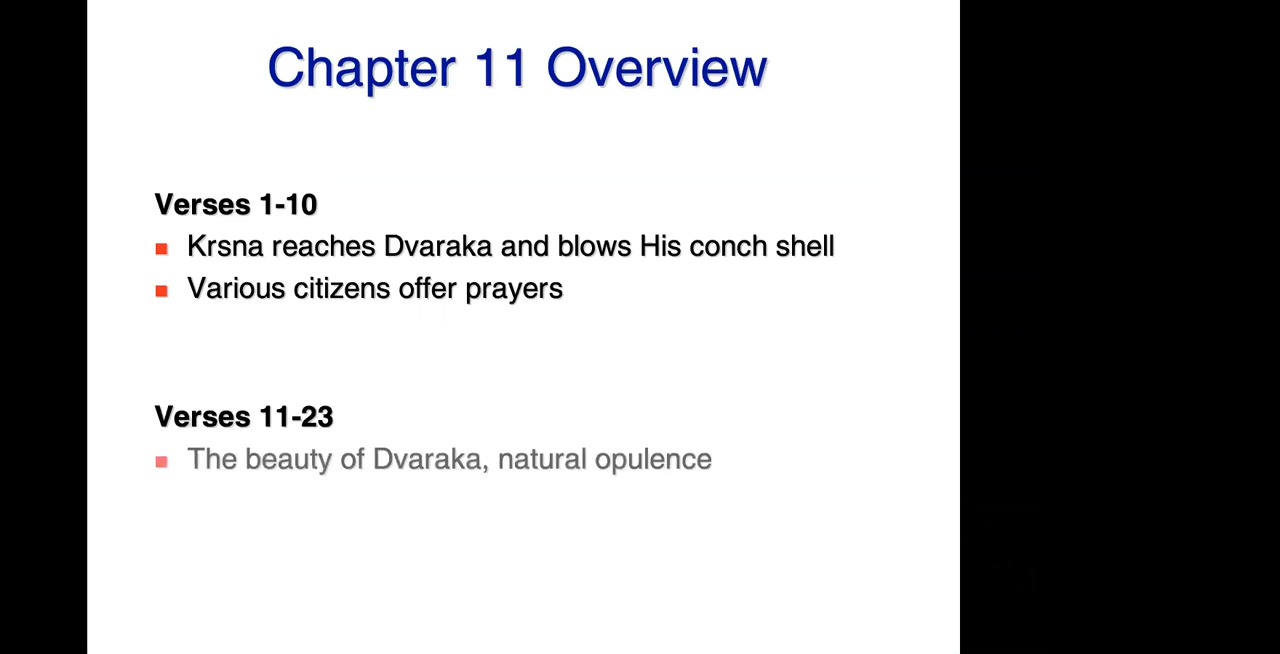 Chapter 11 Overview
Verses 1-10
Krsna reaches Dvaraka and blows His conch shell
Various citizens offer prayers
Verses 11-23
The beauty of Dvaraka, natural opulence